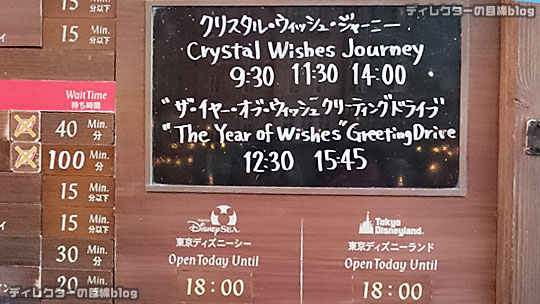 ディレクターの目線blog
15 Min. 分以下
クリスタル・ウィッシュ・ジャーニー
Crystal Wishes Journey
9:30 11:30 14:00
"ザ・イヤー・オブ・ウィッシュ"グリーティングドライブ
"The Year of Wishes" Greeting Drive
12:30 15:45
Wait Time
待ち時間
40 Min. 分
100 Min. 分
15 Min. 分以下
15 Min. 分以下
30 Min. 分
20 Min.
TOKYO DISNEY SEA
東京ディズニーシー
Open Today Until
18:00
Tokyo Disneyland
東京ディズニーランド
Open Today Until
18:00
ディレクターの目線blog